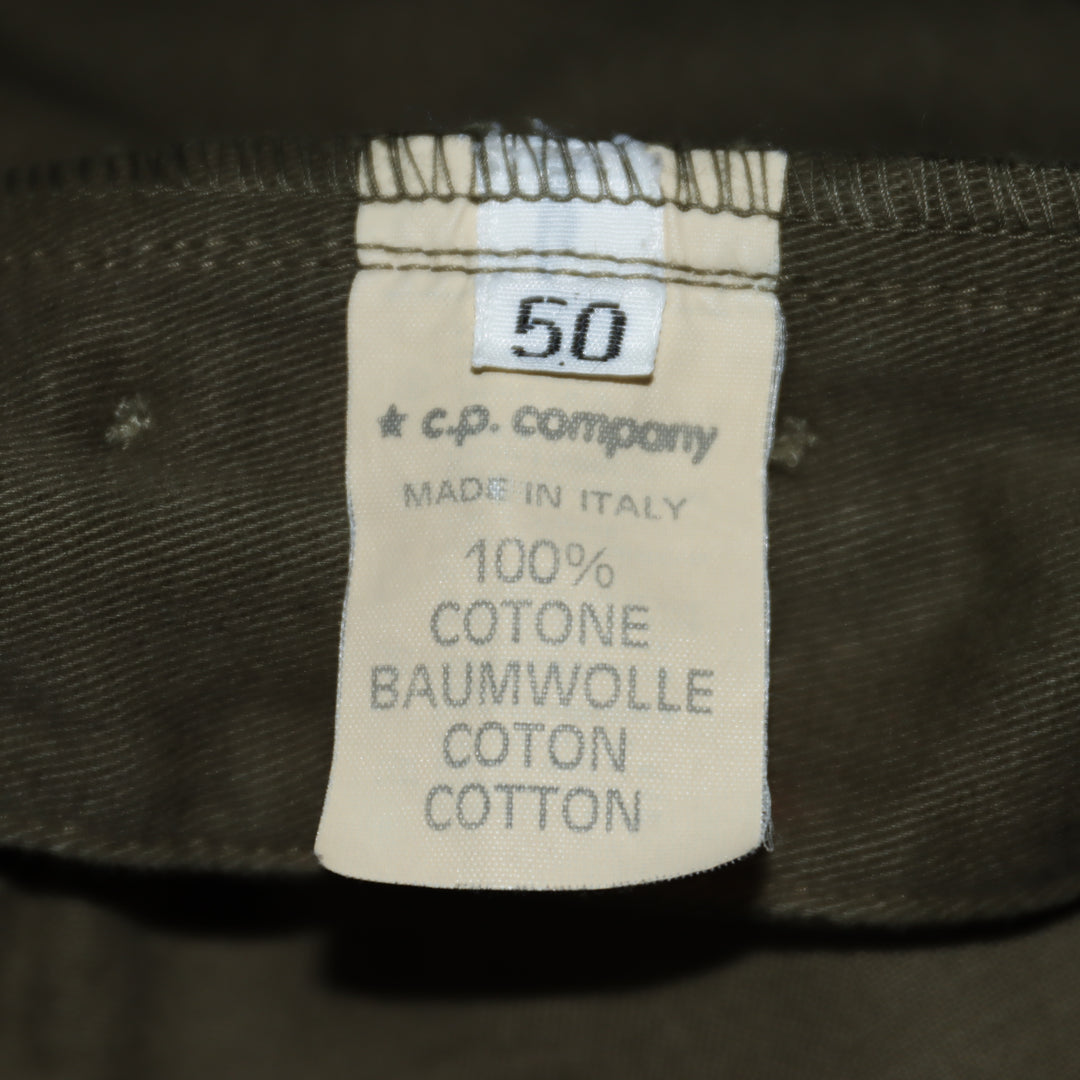 50
★ c.p. company
MADE IN ITALY
100%
COTONE
BAUMWOLLE
COTON
COTTON